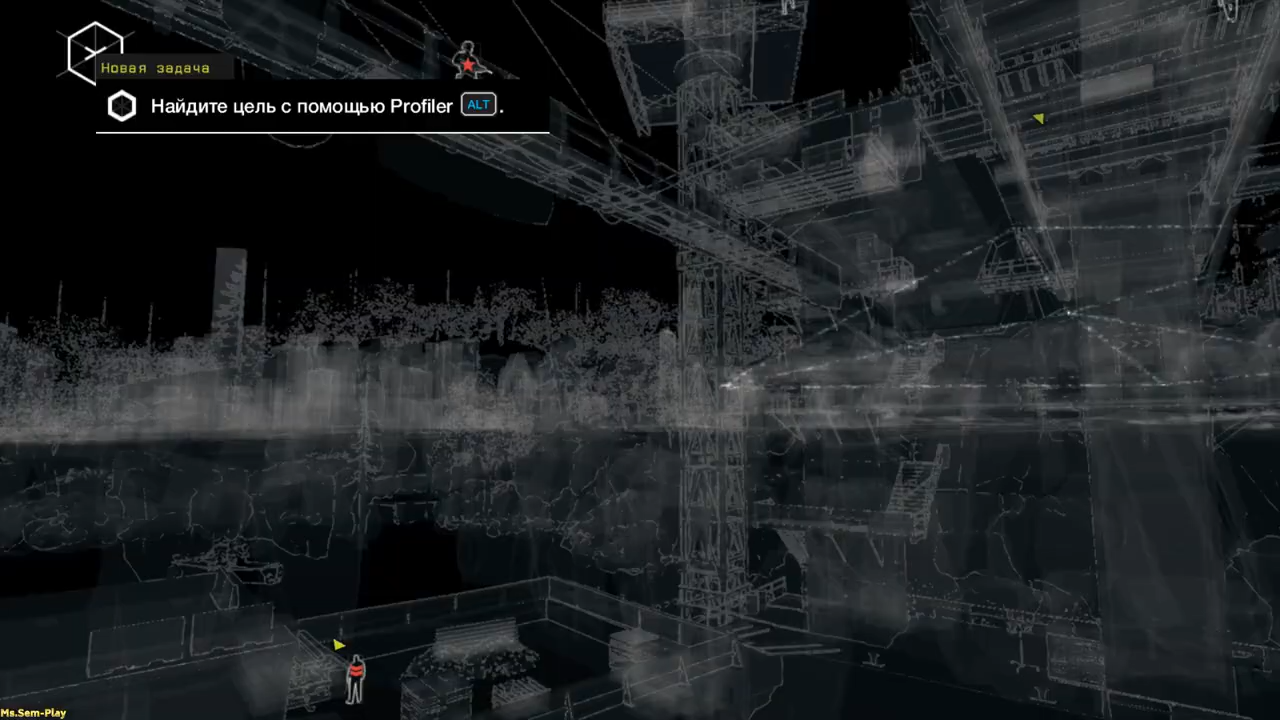 Новая задача
Найдите цель с помощью Profiler ALT.
Ms.Sem-Play